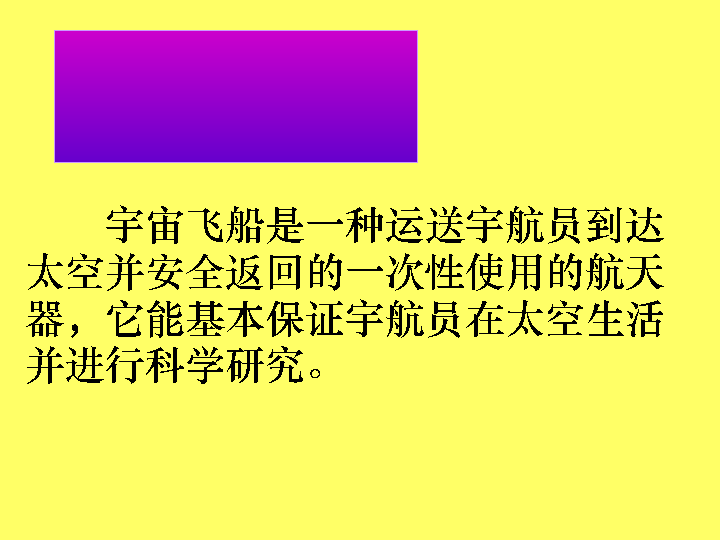 宇宙飞船是一种运送宇航员到达
太空并安全返回的一次性使用的航天
器，它能基本保证宇航员在太空生活
并进行科学研究。